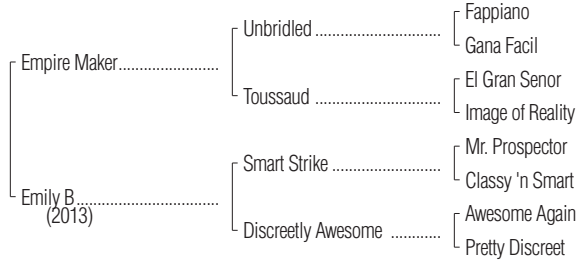 Fappiano
Unbridled
Gana Facil
Empire Maker
El Gran Senor
Toussaud
Image of Reality
Mr. Prospector
Smart Strike
Classy 'n Smart
Emily B
(2013)
Awesome Again
Discreetly Awesome
Pretty Discreet